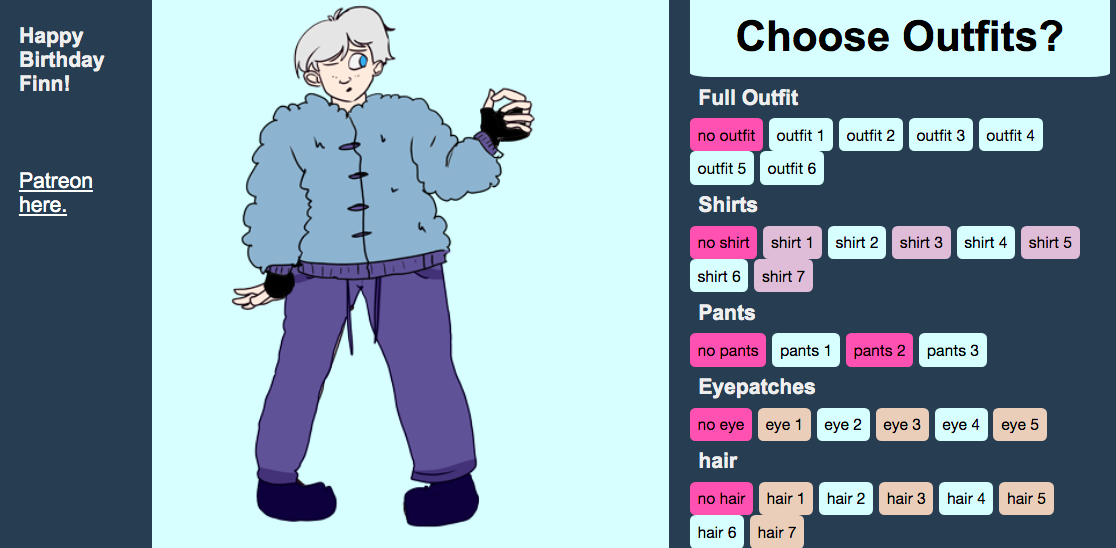 Happy
Birthday
Finn!
Patreon
here.
Choose Outfits?
Full Outfit
no outfit outfit 1 outfit 2 outfit 3 outfit 4
outfit 5 outfit 6
Shirts
no shirt shirt 1 shirt 2 shirt 3 shirt 4 shirt 5
shirt 6 shirt 7
Pants
no pants pants 1 pants 2 pants 3
Eyepatches
no eye eye 1 eye 2 eye 3 eye 4 eye 5
hair
no hair hair 1 hair 2 hair 3 hair 4 hair 5
hair 6 hair 7